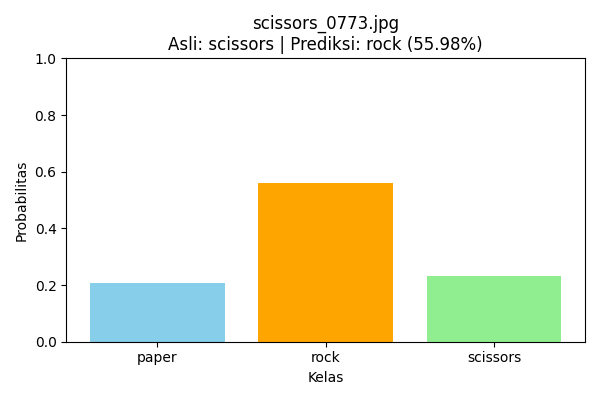 scissors_0773.jpg
Asli: scissors | Prediksi: rock (55.98%)
1.0
0.8
0.6
0.4
0.2
0.0
Probabilitas
paper
rock
scissors
Kelas